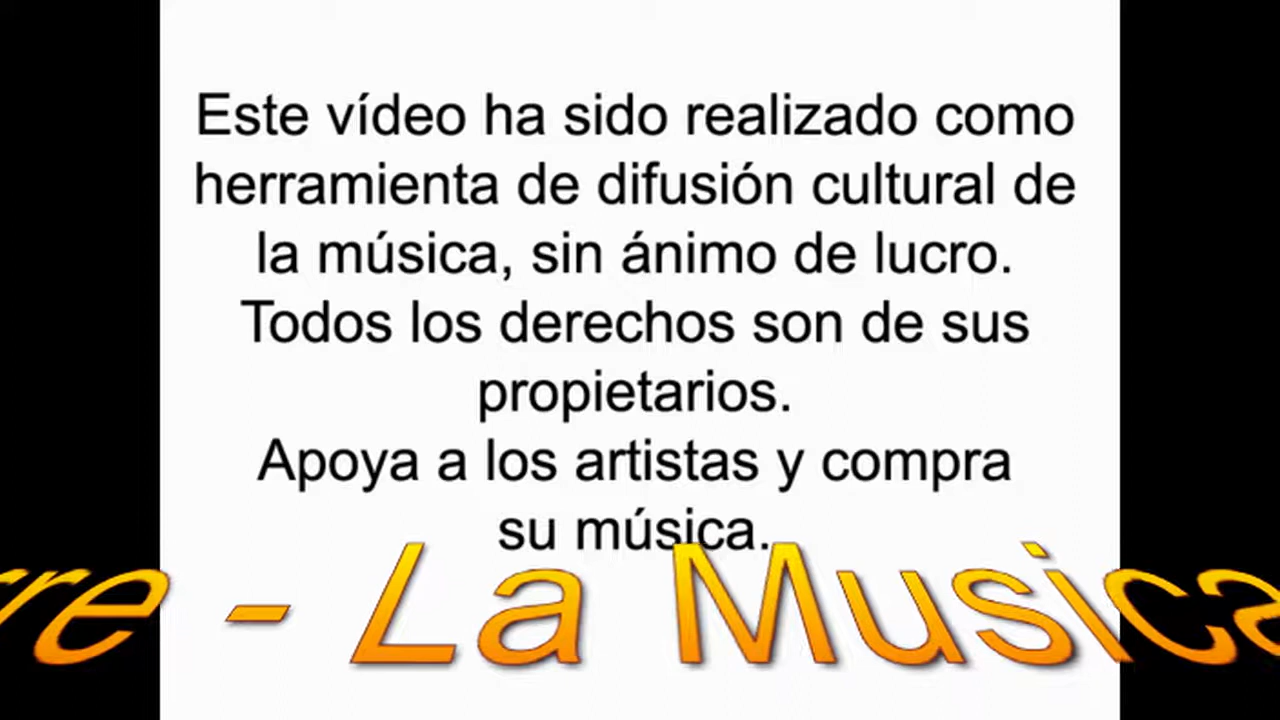 Este vídeo ha sido realizado como
herramienta de difusión cultural de
la música, sin ánimo de lucro.
Todos los derechos son de sus
propietarios.
Apoya a los artistas y compra
su música.
rre - La Musica